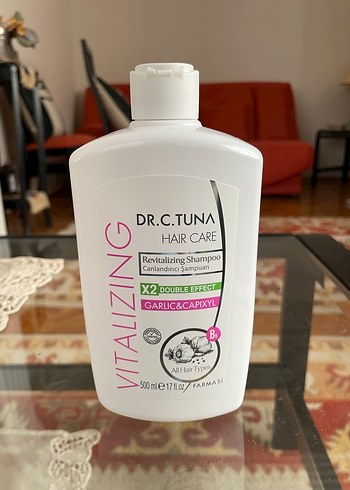 VITALIZING
DR.C.TUNA
HAIR CARE
Revitalizing Shampoo
Canlandırıcı Şampuan
X2 DOUBLE EFFECT
GARLIC&CAPIXYL
B5
All Hair Types
500 ml e 17 fl.oz
FARMASi